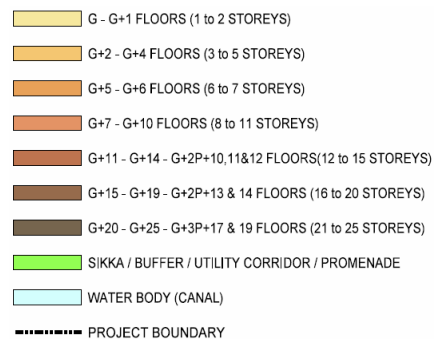 G - G+1 FLOORS (1 to 2 STOREYS)
G+2 - G+4 FLOORS (3 to 5 STOREYS)
G+5 - G+6 FLOORS (6 to 7 STOREYS)
G+7 - G+10 FLOORS (8 to 11 STOREYS)
G+11 - G+14 - G+2P+10,11&12 FLOORS(12 to 15 STOREYS)
G+15 - G+19 - G+2P+13 & 14 FLOORS (16 to 20 STOREYS)
G+20 - G+25 - G+3P+17 & 19 FLOORS (21 to 25 STOREYS)
SIKKA / BUFFER / UTILITY CORRIDOR / PROMENADE
WATER BODY (CANAL)
PROJECT BOUNDARY